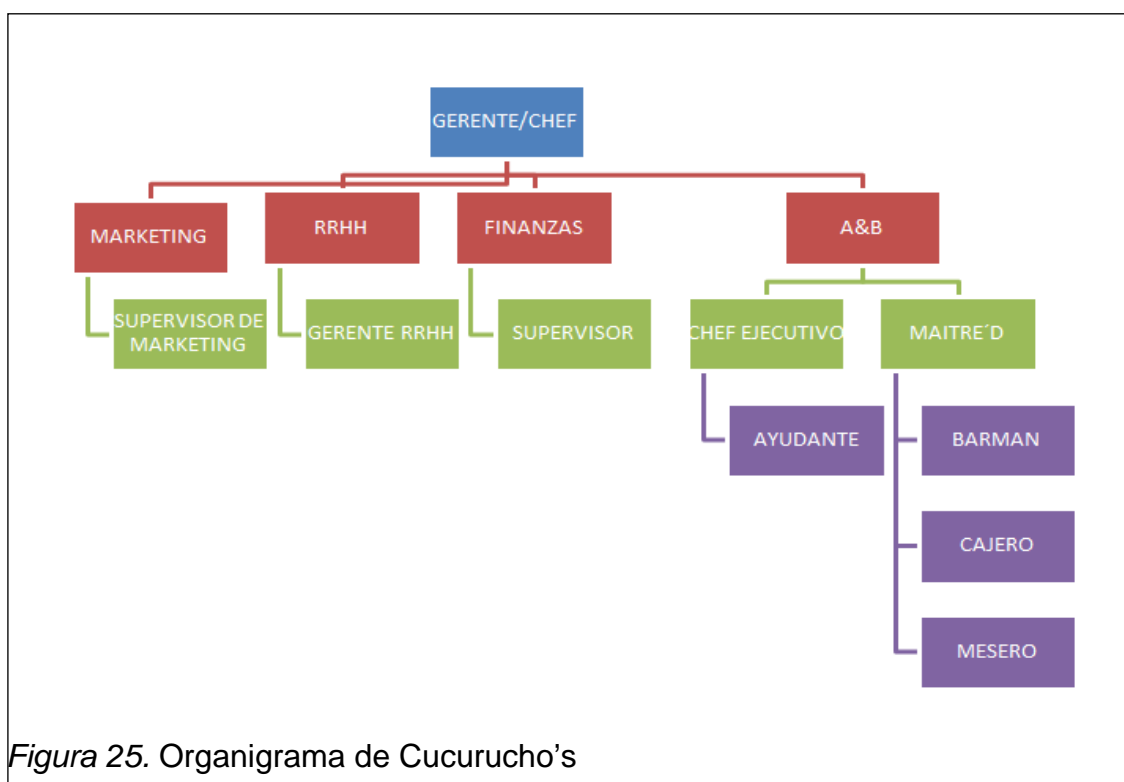 GERENTE/CHEF
MARKETING
RRHH
FINANZAS
A&B
SUPERVISOR DE
MARKETING
GERENTE RRHH
SUPERVISOR
CHEF EJECUTIVO
MAITRE´D
AYUDANTE
BARMAN
CAJERO
MESERO
Figura 25. Organigrama de Cucurucho’s